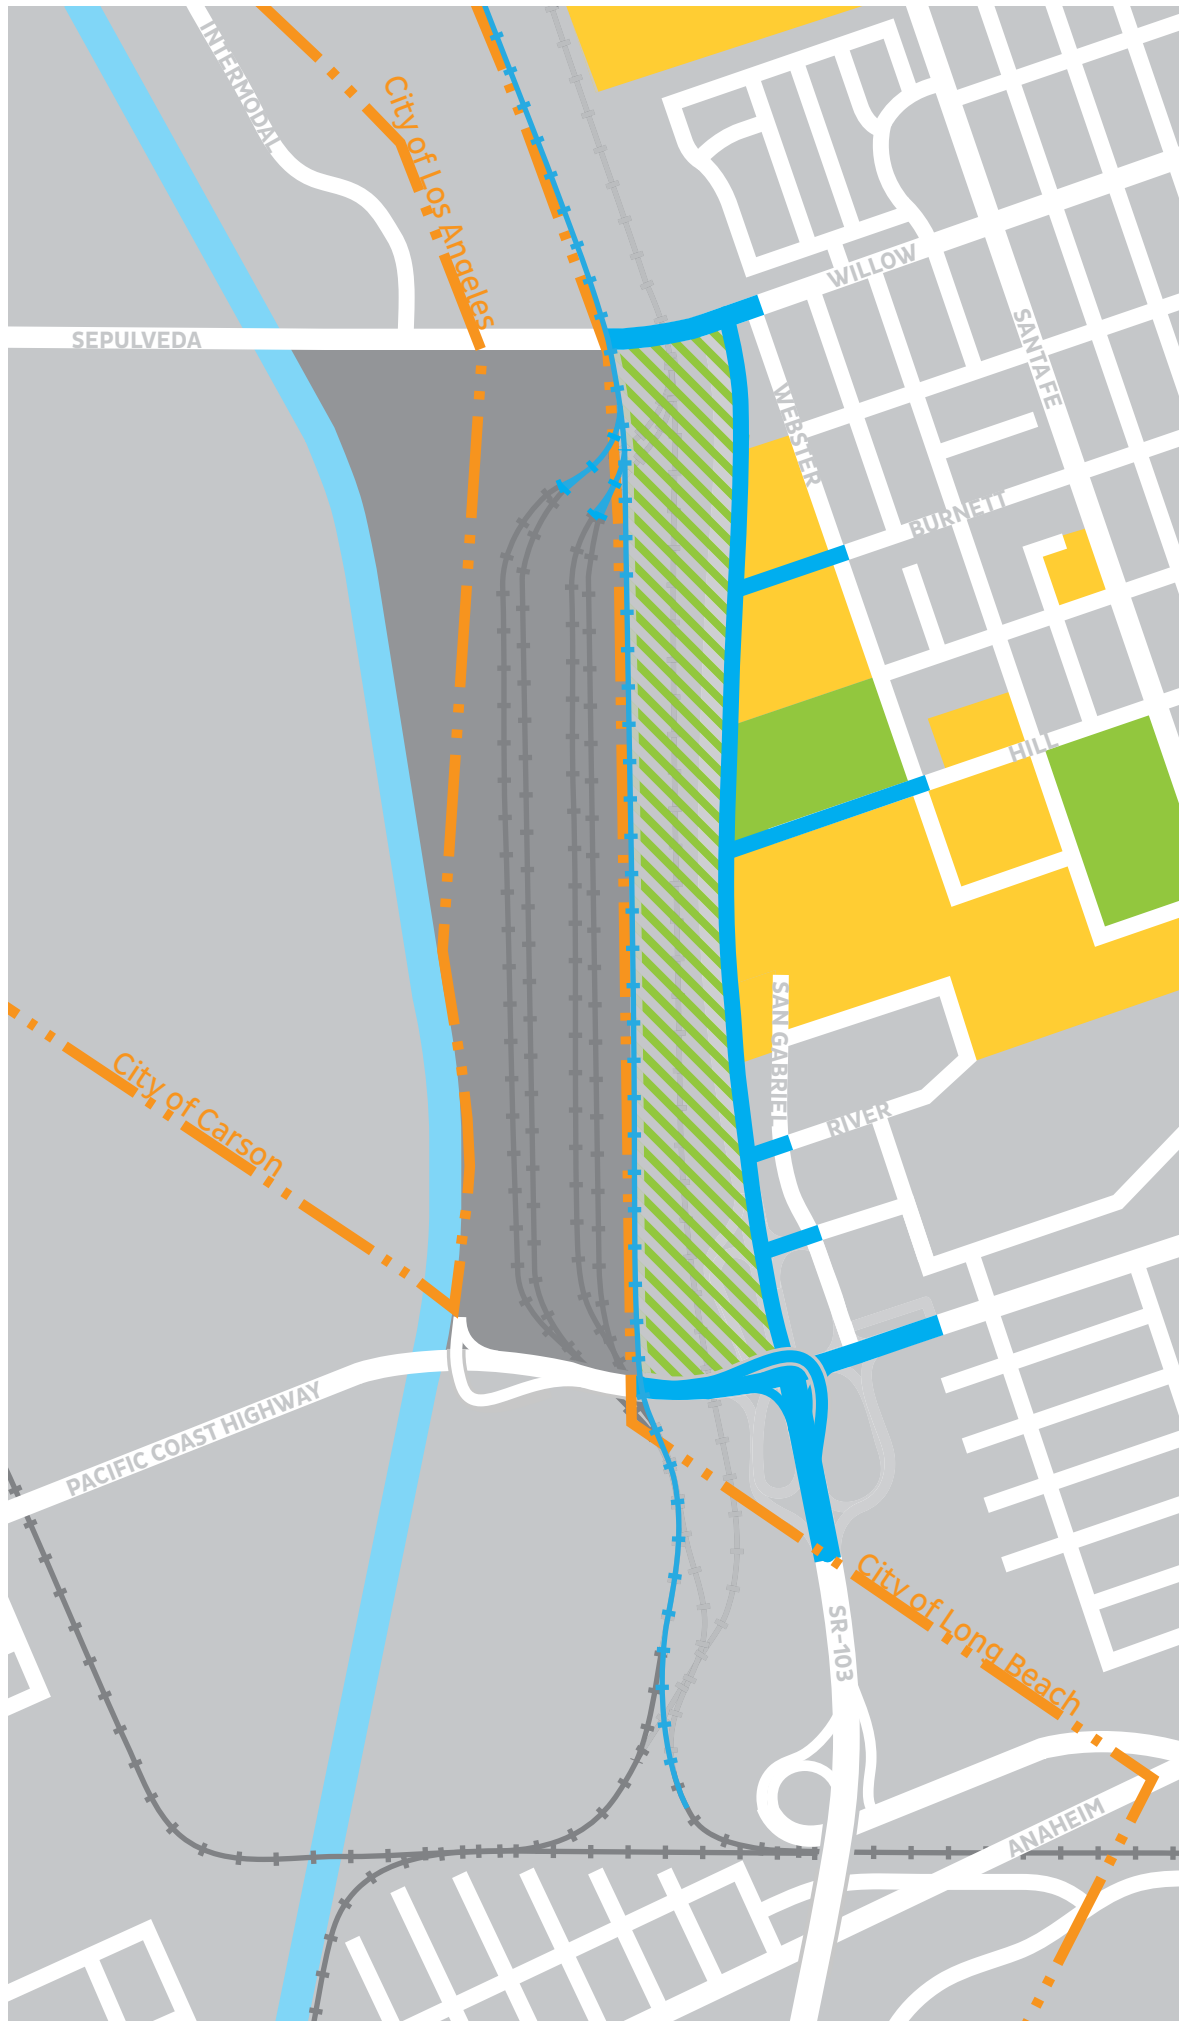 INTERMODAL
City of Los Angeles
WILLOW
SEPULVEDA
SANTA FE
WEBSTER
BURNETT
HILL
SAN GABRIEL
City of Carson
RIVER
PACIFIC COAST HIGHWAY
City of Long Beach
SR-103
ANAHEIM